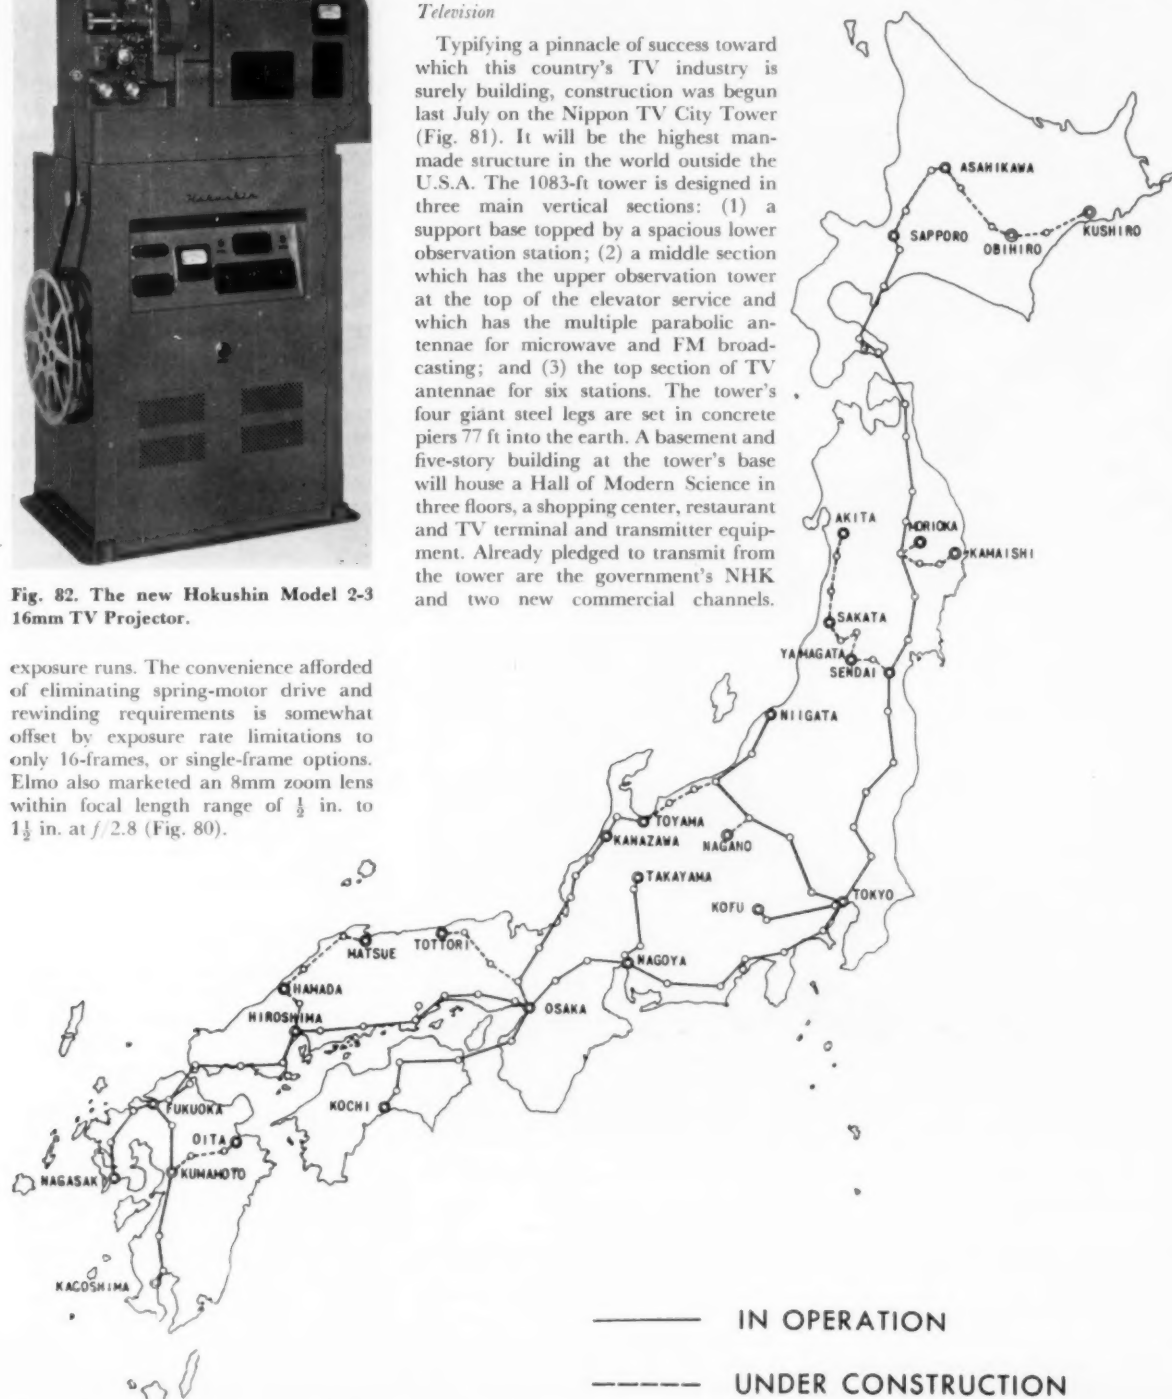 Hokushin
Fig. 82. The new Hokushin Model 2-3
16mm TV Projector.
exposure runs. The convenience afforded
of eliminating spring-motor drive and
rewinding requirements is somewhat
offset by exposure rate limitations to
only 16-frames, or single-frame options.
Elmo also marketed an 8mm zoom lens
within focal length range of ½ in. to
1½ in. at f/2.8 (Fig. 80).
Television
Typifying a pinnacle of success toward
which this country's TV industry is
surely building, construction was begun
last July on the Nippon TV City Tower
(Fig. 81). It will be the highest man-
made structure in the world outside the
U.S.A. The 1083-ft tower is designed in
three main vertical sections: (1) a
support base topped by a spacious lower
observation station; (2) a middle section
which has the upper observation tower
at the top of the elevator service and
which has the multiple parabolic an-
tennae for microwave and FM broad-
casting; and (3) the top section of TV
antennae for six stations. The tower's
four giant steel legs are set in concrete
piers 77 ft into the earth. A basement and
five-story building at the tower's base
will house a Hall of Modern Science in
three floors, a shopping center, restaurant
and TV terminal and transmitter equip-
ment. Already pledged to transmit from
the tower are the government's NHK
and two new commercial channels.
ASAHIKAWA
SAPPORO
OBIHIRO
KUSHIRO
AKITA
MORIOKA
KAMAISHI
SAKATA
YAMAGATA
SENDAI
NIIGATA
TOYAMA
KANAZAWA
NAGANO
TAKAYAMA
KOFU
TOKYO
MATSUE
TOTTORI
NAGOYA
HAMADA
OSAKA
HIROSHIMA
FUKUOKA
KOCHI
OITA
NAGASAKI
KUMAMOTO
KAGOSHIMA
IN OPERATION
UNDER CONSTRUCTION